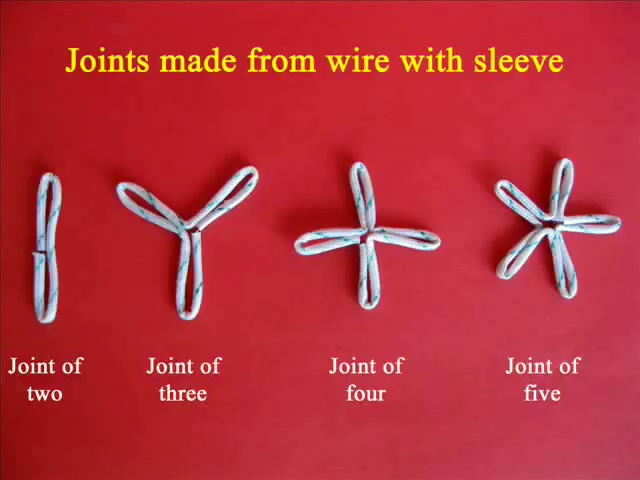 Joints made from wire with sleeve
Joint of
two
Joint of
three
Joint of
four
Joint of
five